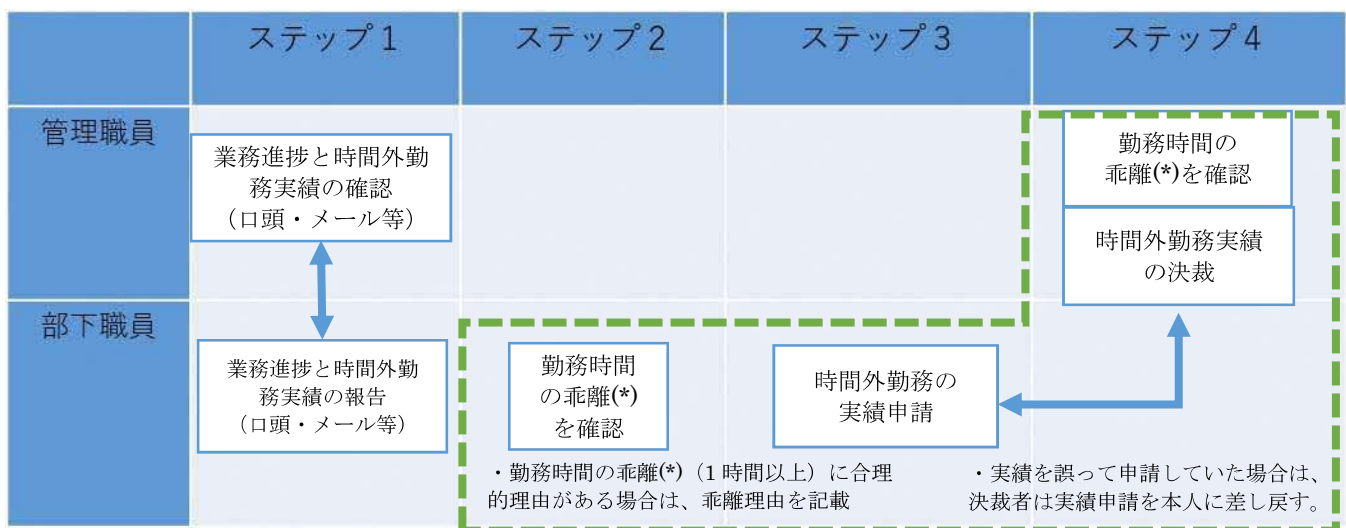 ステップ1
ステップ2
ステップ3
ステップ4
管理職員
業務進捗と時間外勤
務実績の確認
（口頭・メール等）
勤務時間の
乖離(*)を確認
時間外勤務実績
の決裁
部下職員
業務進捗と時間外勤
務実績の報告
（口頭・メール等）
勤務時間
の乖離(*)
を確認
時間外勤務の
実績申請
・勤務時間の乖離(*)（1時間以上）に合理
的理由がある場合は、乖離理由を記載
・実績を誤って申請していた場合は、
決裁者は実績申請を本人に差し戻す。